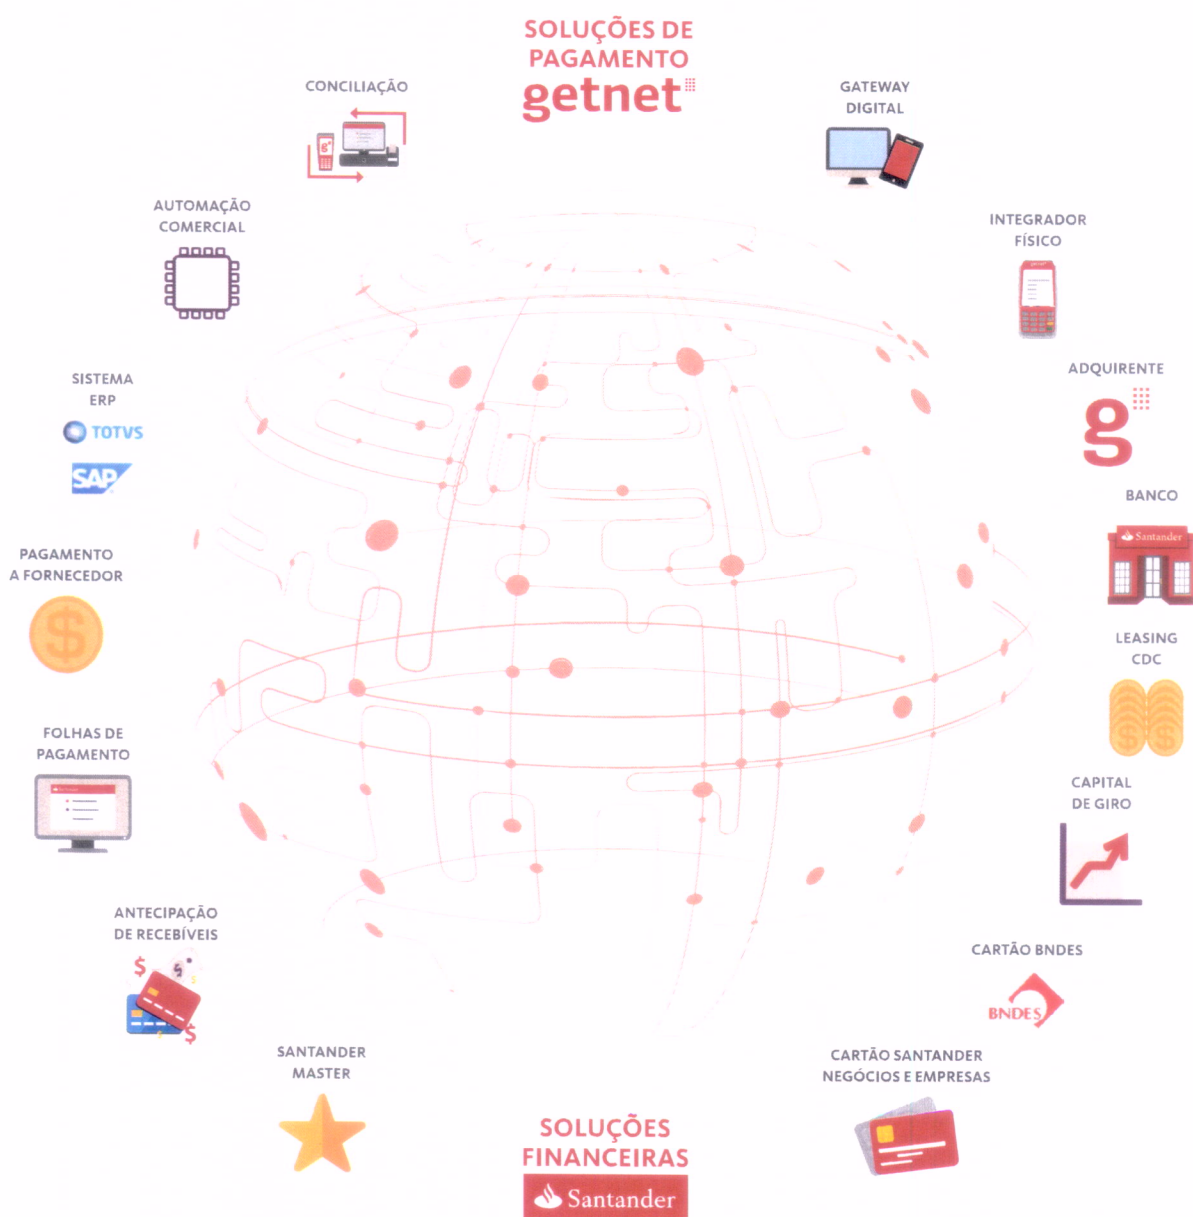 SOLUÇÕES DE
PAGAMENTO
getnet
CONCILIAÇÃO
GATEWAY
DIGITAL
AUTOMAÇÃO
COMERCIAL
INTEGRADOR
FÍSICO
SISTEMA
ERP
TOTVS
SAP
ADQUIRENTE
g
BANCO
Santander
PAGAMENTO
A FORNECEDOR
$
LEASING
CDC
$ $
FOLHAS DE
PAGAMENTO
CAPITAL
DE GIRO
ANTECIPAÇÃO
DE RECEBÍVEIS
$ $
$
CARTÃO BNDES
BNDES
SANTANDER
MASTER
CARTÃO SANTANDER
NEGÓCIOS E EMPRESAS
SOLUÇÕES
FINANCEIRAS
Santander